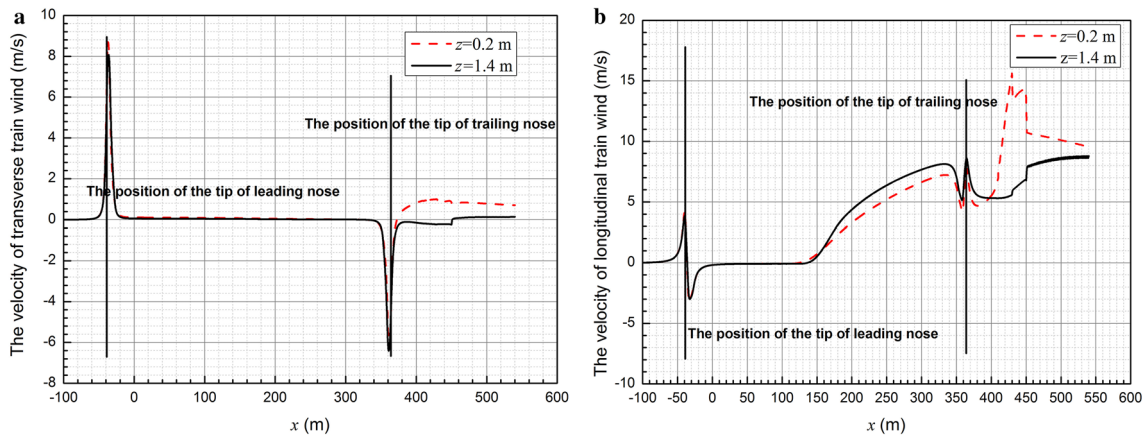 a
10
8
6
4
2
0
-2
-4
-6
-8
-100
0
100
200
300
400
500
600
The velocity of transverse train wind (m/s)
x (m)
z=0.2 m
z=1.4 m
The position of the tip of trailing nose
The position of the tip of leading nose
b
20
15
10
5
0
-5
-10
-100
-50
0
50
100
150
200
250
300
350
400
450
500
550
600
The velocity of longitudinal train wind (m/s)
x (m)
z=0.2 m
z=1.4 m
The position of the tip of trailing nose
The position of the tip of leading nose